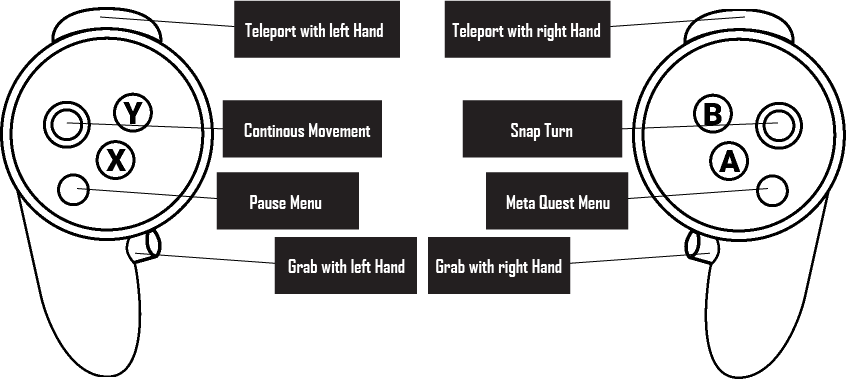 Teleport with left Hand
Teleport with right Hand
Y
B
Continous Movement
Snap Turn
X
A
Pause Menu
Meta Quest Menu
Grab with left Hand
Grab with right Hand